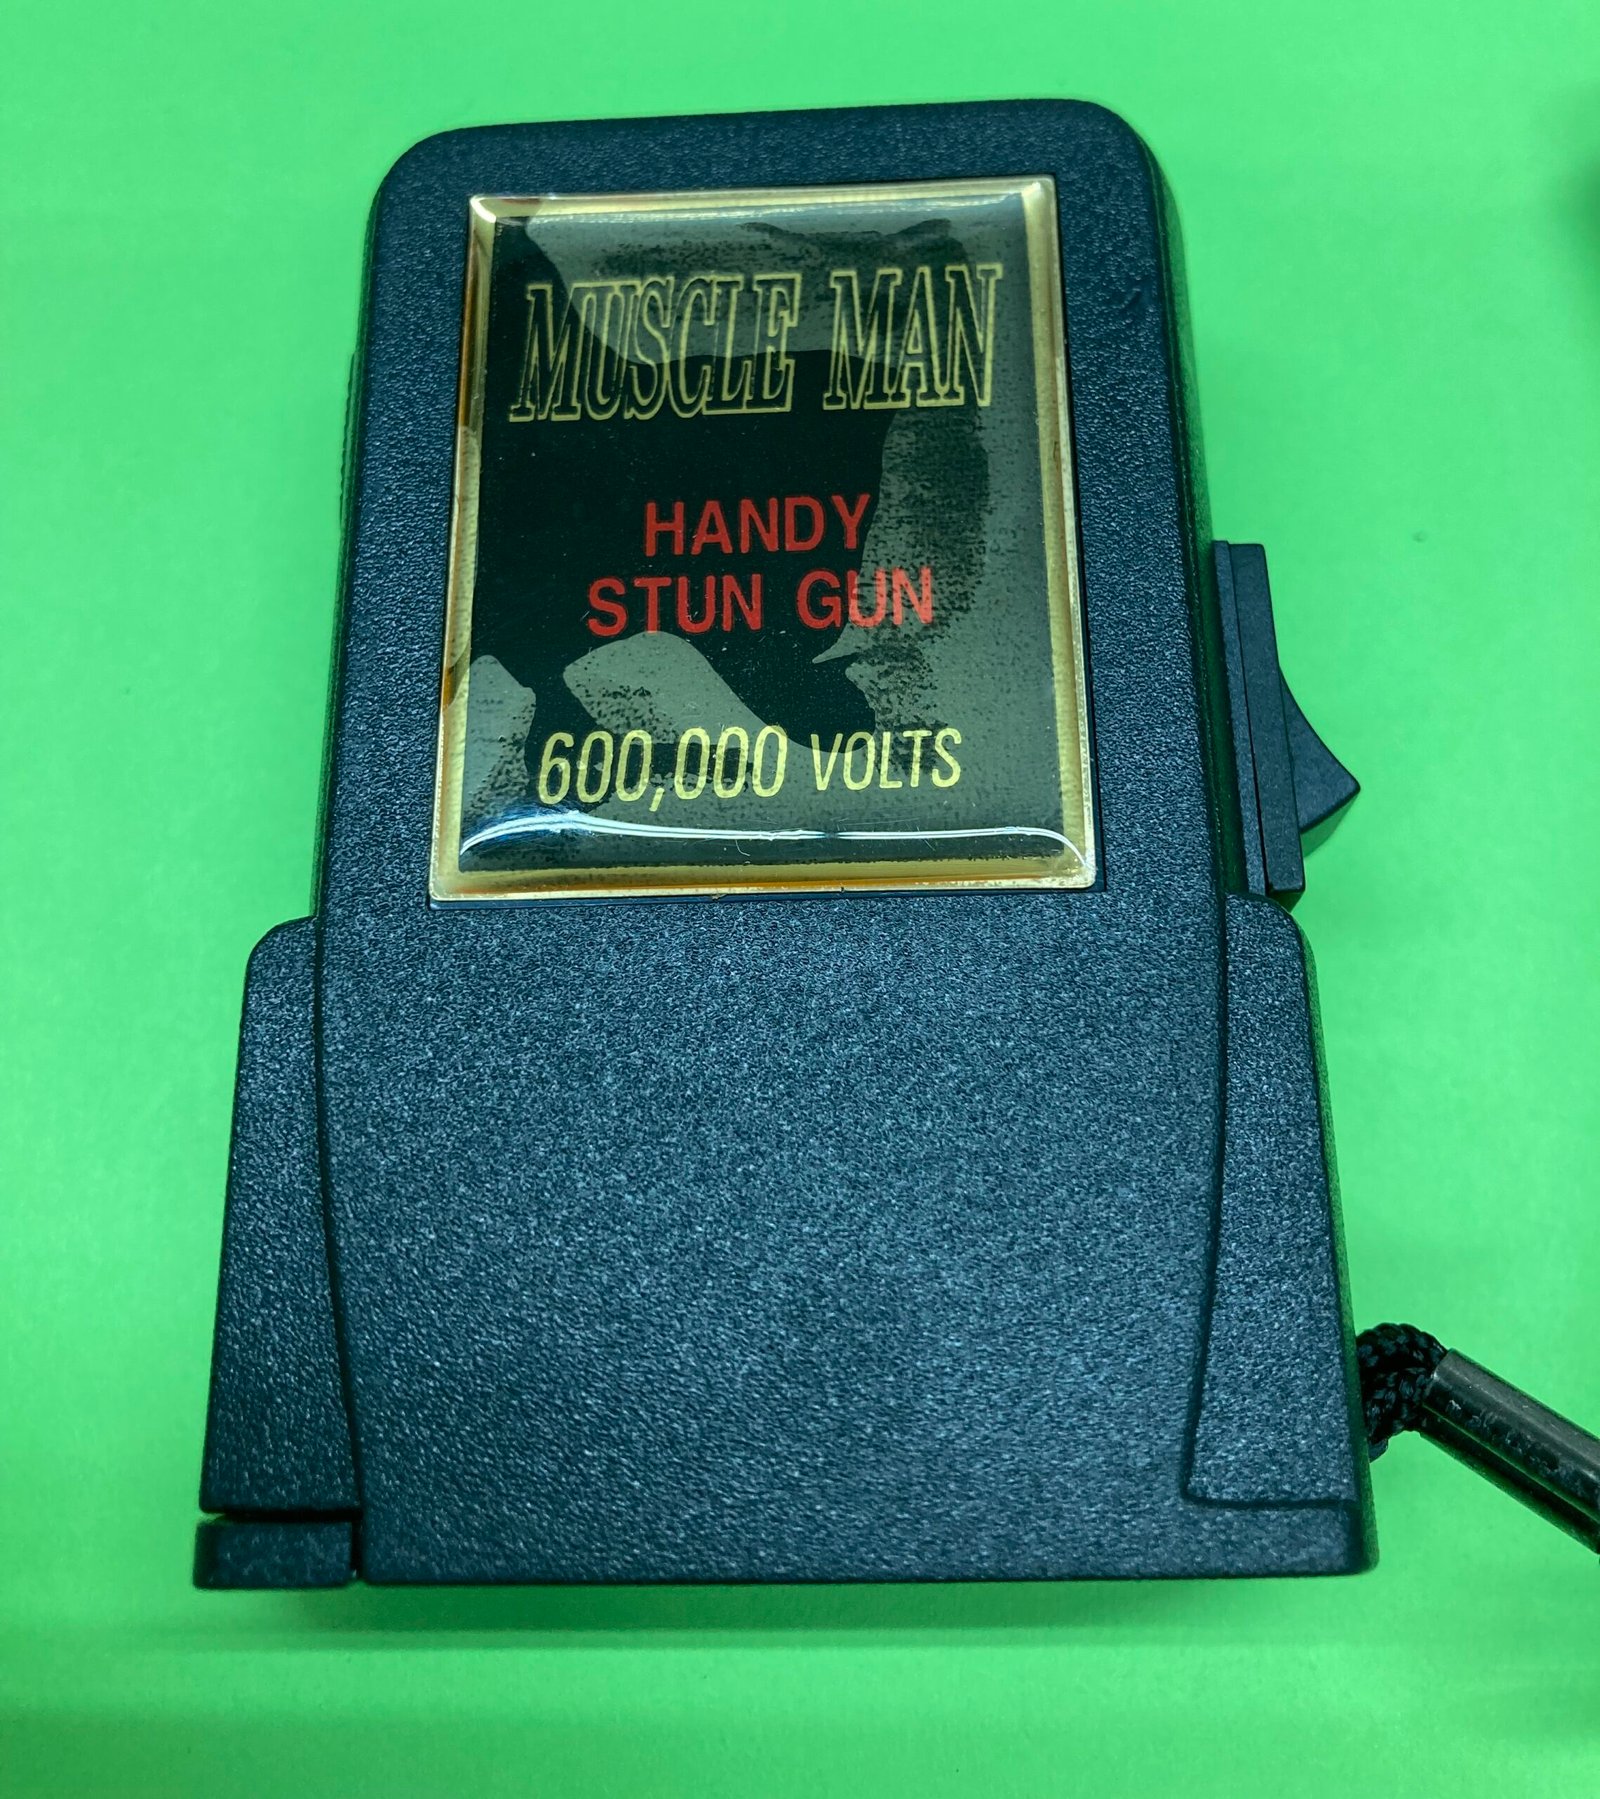 MUSCLE MAN
HANDY
STUN GUN
600,000 VOLTS